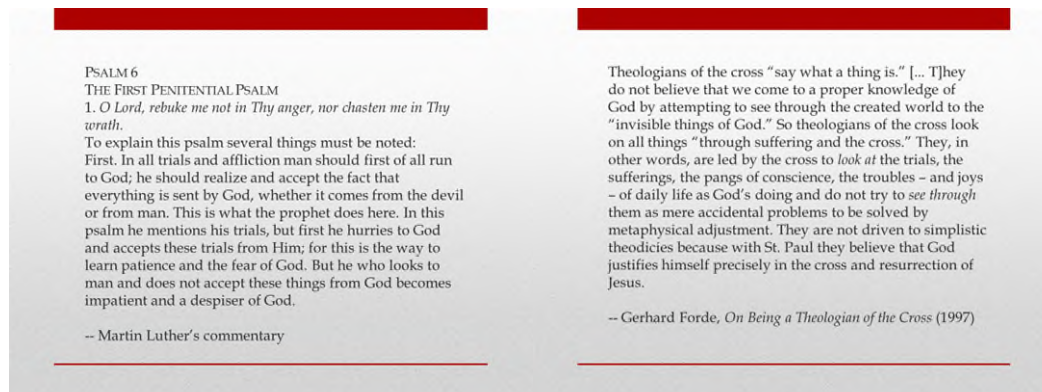 PSALM 6
THE FIRST PENITENTIAL PSALM
1. O Lord, rebuke me not in Thy anger, nor chasten me in Thy
wrath.
To explain this psalm several things must be noted:
First. In all trials and affliction man should first of all run
to God; he should realize and accept the fact that
everything is sent by God, whether it comes from the devil
or from man. This is what the prophet does here. In this
psalm he mentions his trials, but first he hurries to God
and accepts these trials from Him; for this is the way to
learn patience and the fear of God. But he who looks to
man and does not accept these things from God becomes
impatient and a despiser of God.
-- Martin Luther’s commentary
Theologians of the cross “say what a thing is.” [... T]hey
do not believe that we come to a proper knowledge of
God by attempting to see through the created world to the
“invisible things of God.” So theologians of the cross look
on all things “through suffering and the cross.” They, in
other words, are led by the cross to look at the trials, the
sufferings, the pangs of conscience, the troubles – and joys
– of daily life as God’s doing and do not try to see through
them as mere accidental problems to be solved by
metaphysical adjustment. They are not driven to simplistic
theodicies because with St. Paul they believe that God
justifies himself precisely in the cross and resurrection of
Jesus.
-- Gerhard Forde, On Being a Theologian of the Cross (1997)